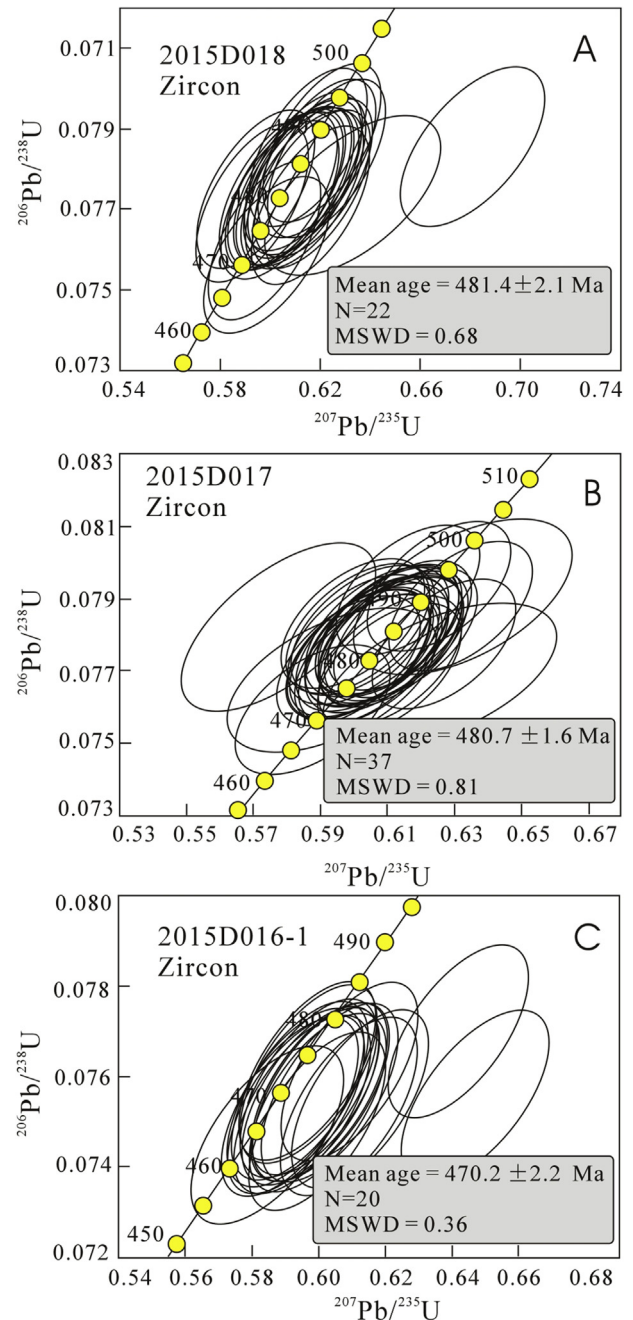 0.071
0.079
0.077
0.075
0.073
²⁰⁶Pb/²³⁸U
2015D018
Zircon
A
500
470
460
Mean age = 481.4 ±2.1 Ma
N=22
MSWD = 0.68
0.54 0.58 0.62 0.66 0.70 0.74
²⁰⁷Pb/²³⁵U
0.083
0.081
0.079
0.077
0.075
0.073
²⁰⁶Pb/²³⁸U
2015D017
Zircon
B
510
500
490
480
470
460
Mean age = 480.7 ±1.6 Ma
N=37
MSWD = 0.81
0.53 0.55 0.57 0.59 0.61 0.63 0.65 0.67
²⁰⁷Pb/²³⁵U
0.080
0.078
0.076
0.074
0.072
²⁰⁶Pb/²³⁸U
2015D016-1
Zircon
C
490
480
470
460
450
Mean age = 470.2 ±2.2 Ma
N=20
MSWD = 0.36
0.54 0.56 0.58 0.60 0.62 0.64 0.66 0.68
²⁰⁷Pb/²³⁵U